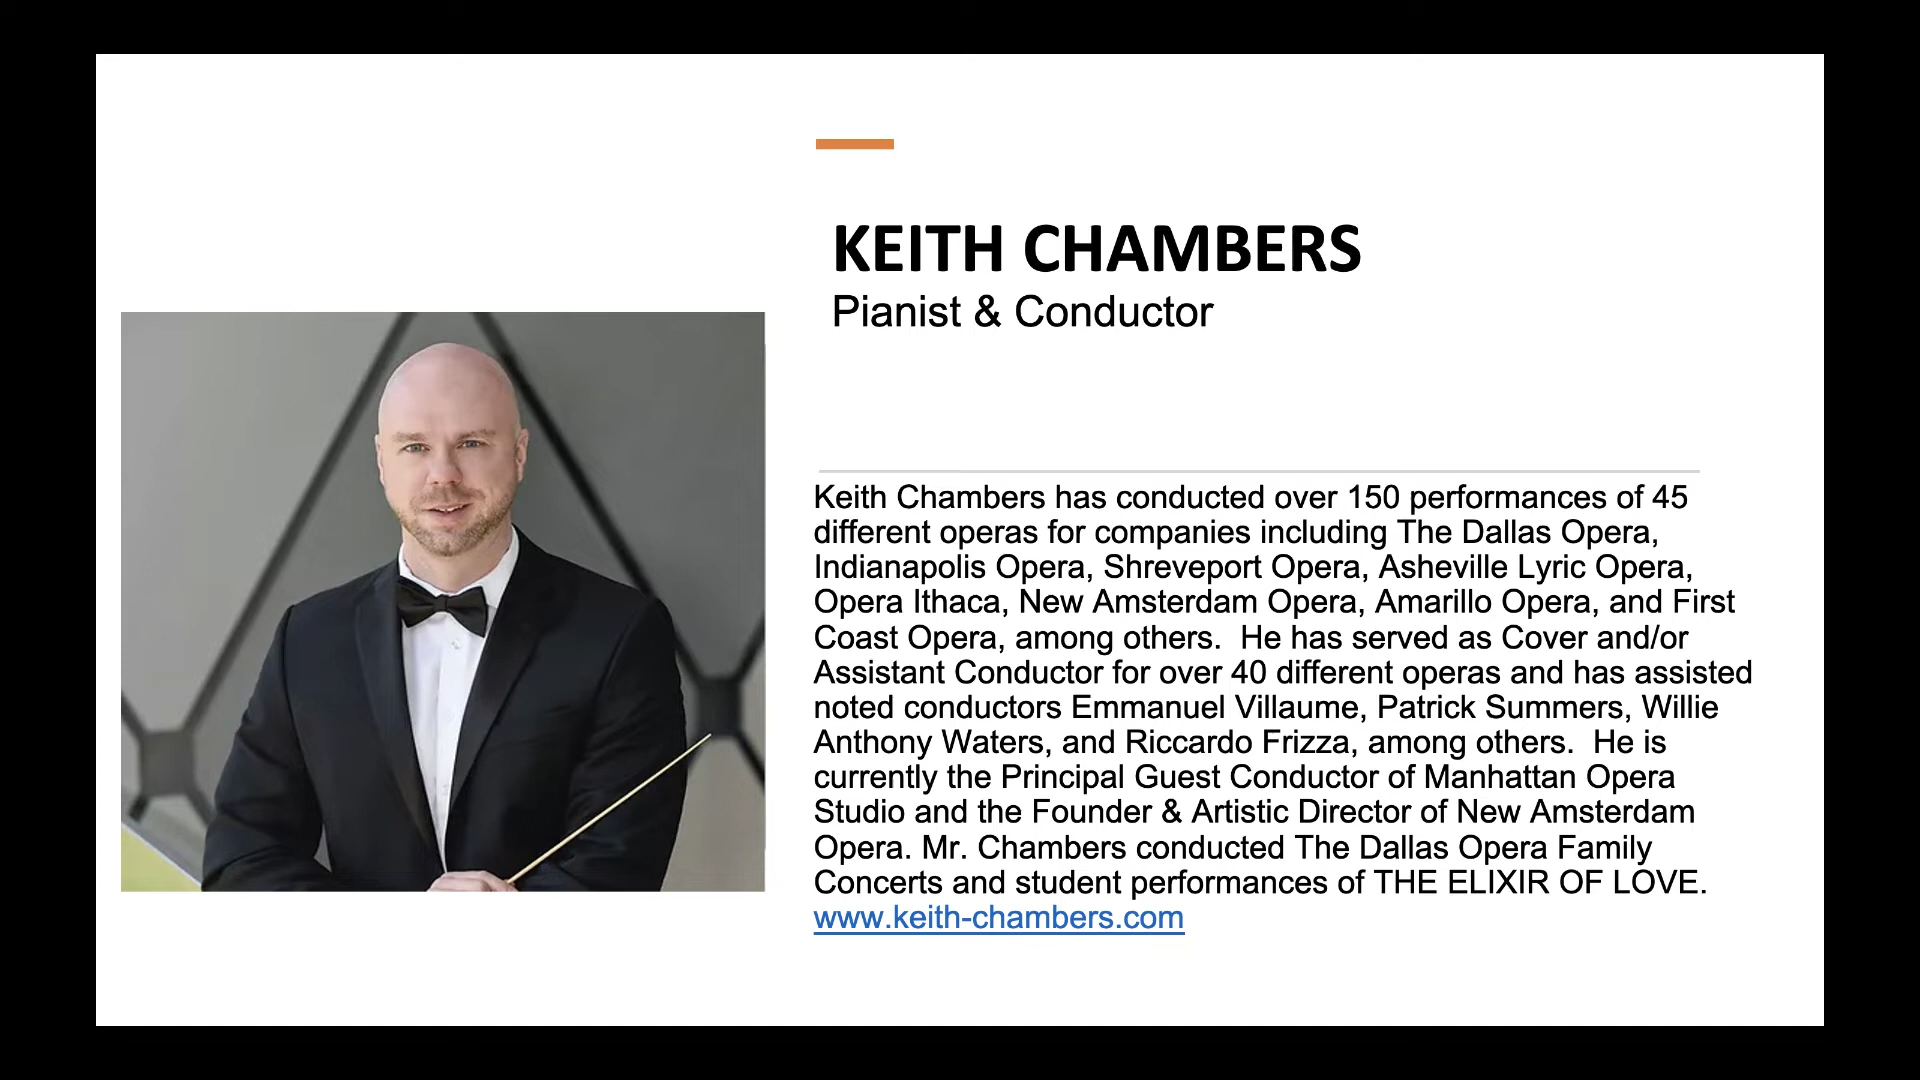 KEITH CHAMBERS
Pianist & Conductor
Keith Chambers has conducted over 150 performances of 45
different operas for companies including The Dallas Opera,
Indianapolis Opera, Shreveport Opera, Asheville Lyric Opera,
Opera Ithaca, New Amsterdam Opera, Amarillo Opera, and First
Coast Opera, among others.  He has served as Cover and/or
Assistant Conductor for over 40 different operas and has assisted
noted conductors Emmanuel Villaume, Patrick Summers, Willie
Anthony Waters, and Riccardo Frizza, among others.  He is
currently the Principal Guest Conductor of Manhattan Opera
Studio and the Founder & Artistic Director of New Amsterdam
Opera. Mr. Chambers conducted The Dallas Opera Family
Concerts and student performances of THE ELIXIR OF LOVE.
www.keith-chambers.com